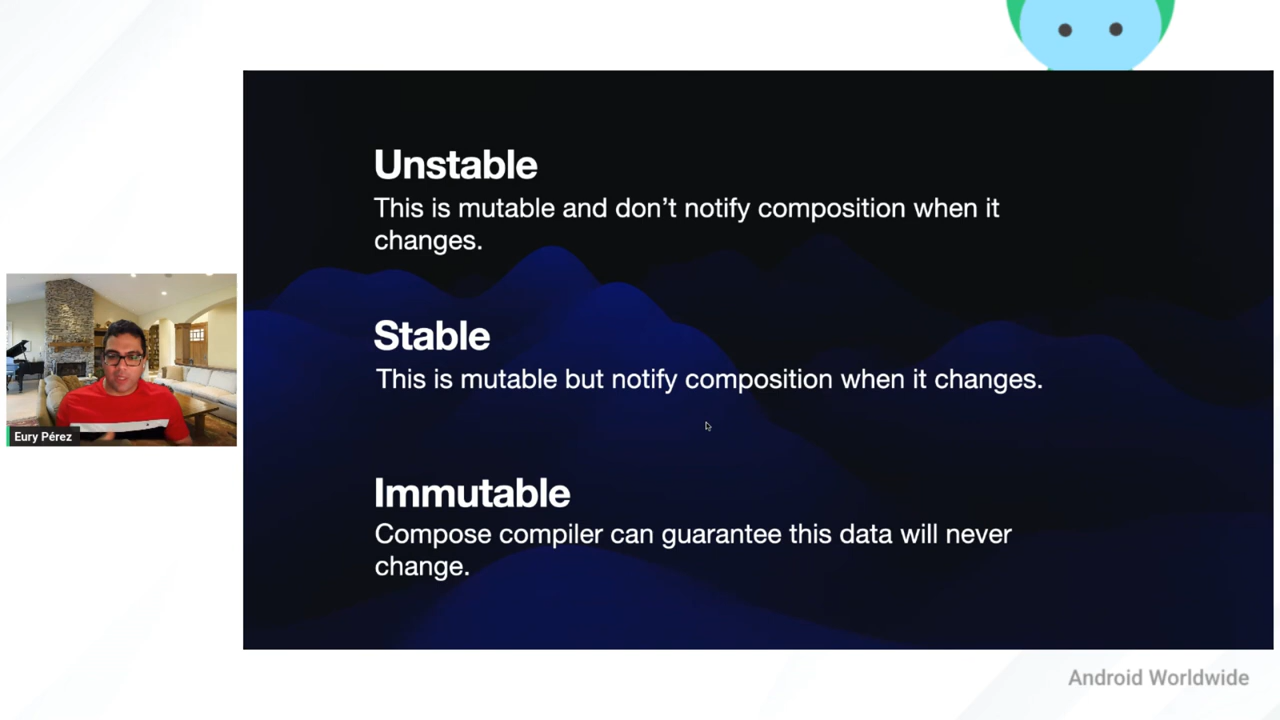 Unstable
This is mutable and don’t notify composition when it
changes.
Stable
This is mutable but notify composition when it changes.
Immutable
Compose compiler can guarantee this data will never
change.
Eury Pérez
Android Worldwide